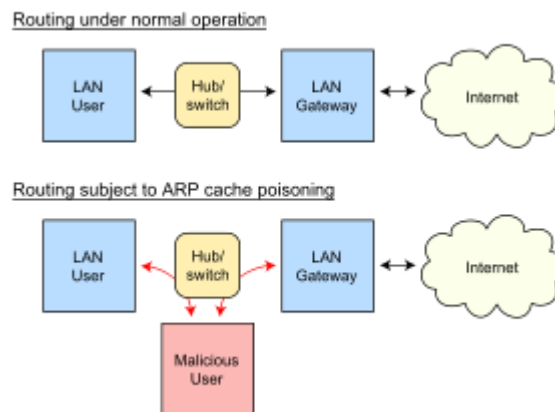 Routing under normal operation
LAN
User
Hub/
switch
LAN
Gateway
Internet
Routing subject to ARP cache poisoning
LAN
User
Hub/
switch
LAN
Gateway
Internet
Malicious
User